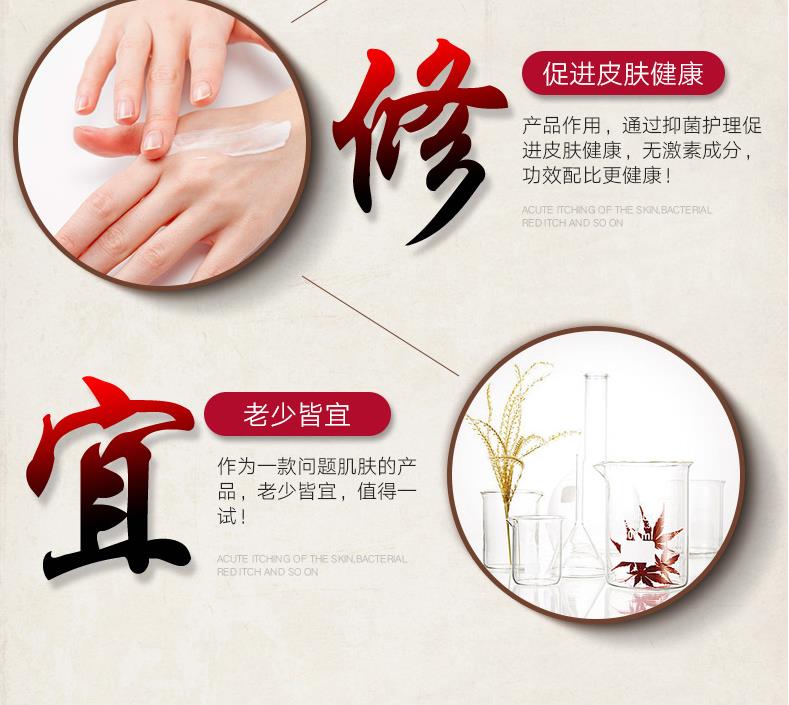 修
促进皮肤健康
产品作用，通过抑菌护理促
进皮肤健康，无激素成分，
功效配比更健康！
ACUTE ITCHING OF THE SKIN,BACTERIAL
RED ITCH AND SO ON
宜
老少皆宜
作为一款问题肌肤的产
品，老少皆宜，值得一
试！
ACUTE ITCHING OF THE SKIN,BACTERIAL
RED ITCH AND SO ON